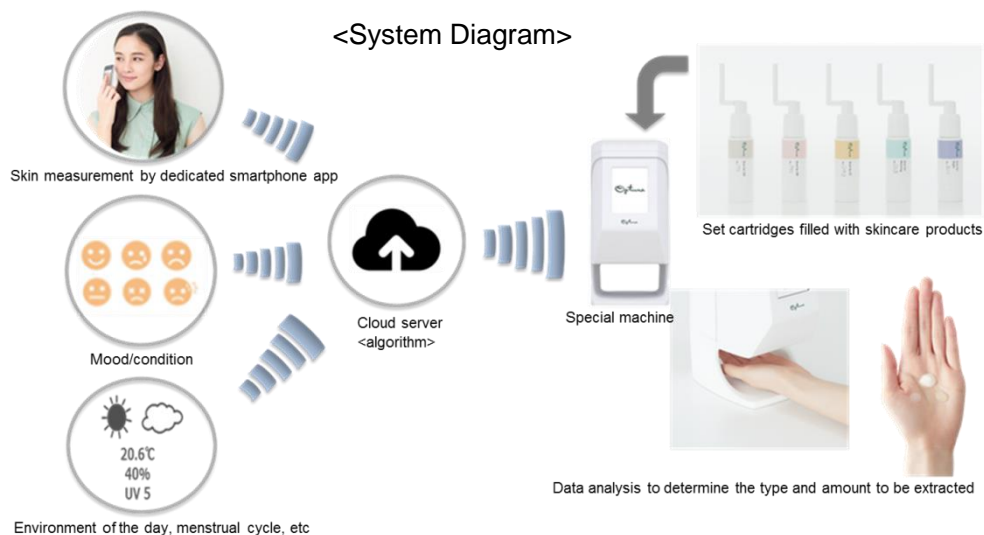 <System Diagram>
Skin measurement by dedicated smartphone app
Mood/condition
20.6℃
40%
UV 5
Environment of the day, menstrual cycle, etc
Cloud server
<algorithm>
Optune
Optune
Special machine
Set cartridges filled with skincare products
Data analysis to determine the type and amount to be extracted